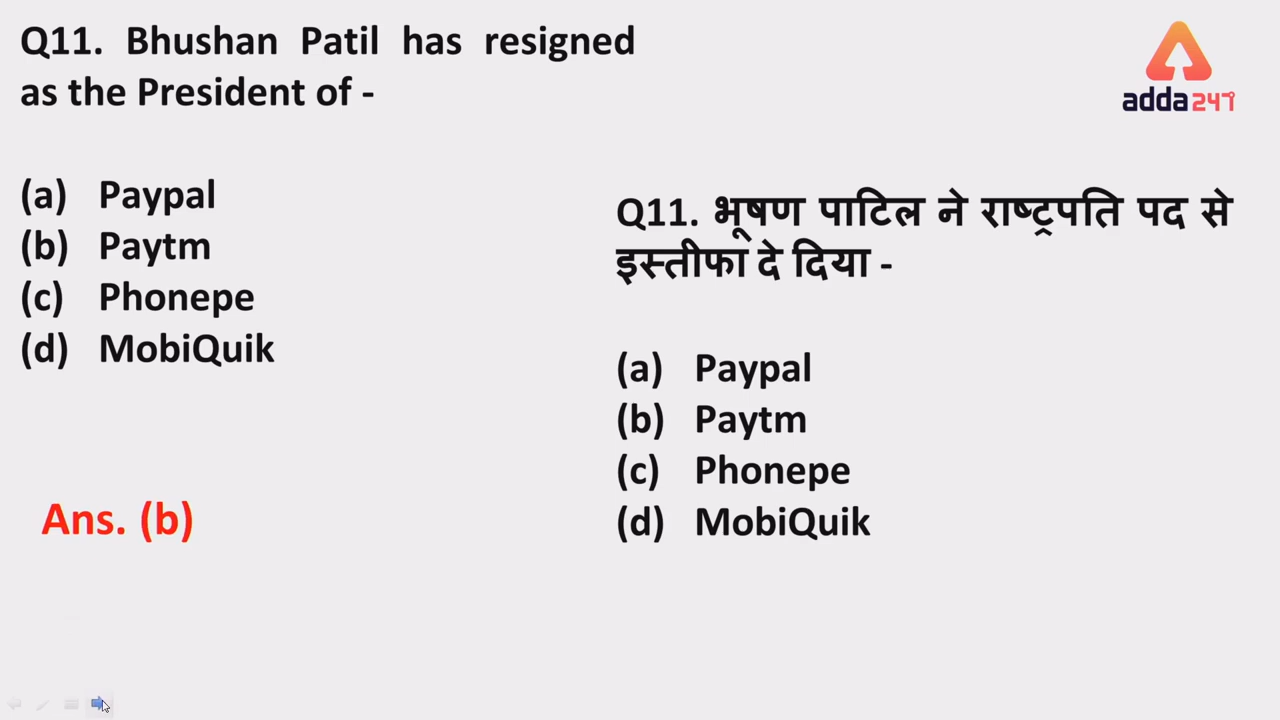 Q11. Bhushan Patil has resigned
as the President of -
(a) Paypal
(b) Paytm
(c) Phonepe
(d) MobiQuik
Ans. (b)
adda247
Q11. भूषण पाटिल ने राष्ट्रपति पद से
इस्तीफा दे दिया -
(a) Paypal
(b) Paytm
(c) Phonepe
(d) MobiQuik